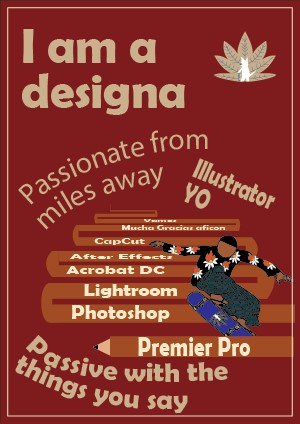 I am a
designa
Passionate from
miles away
Illustrator
YO
Vamos
Mucha Gracias aficon
CapCut
After Effects
Acrobat DC
Lightroom
Photoshop
Premier Pro
Passive with the
things you say